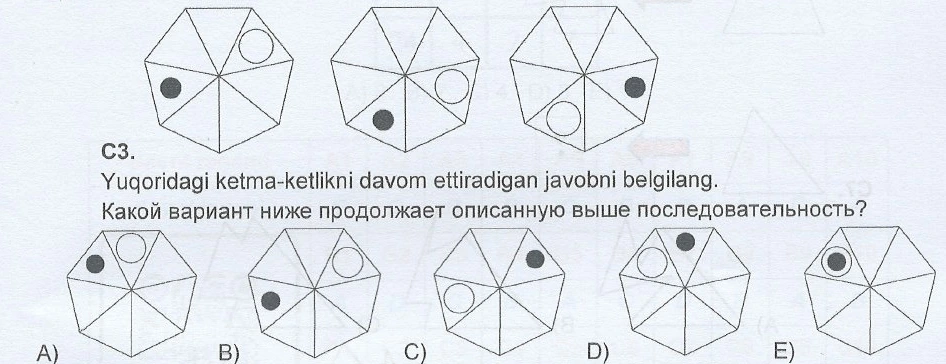 C3.
Yuqoridagi ketma-ketlikni davom ettiradigan javobni belgilang.
Какой вариант ниже продолжает описанную выше последовательность?
A) B) C) D) E)